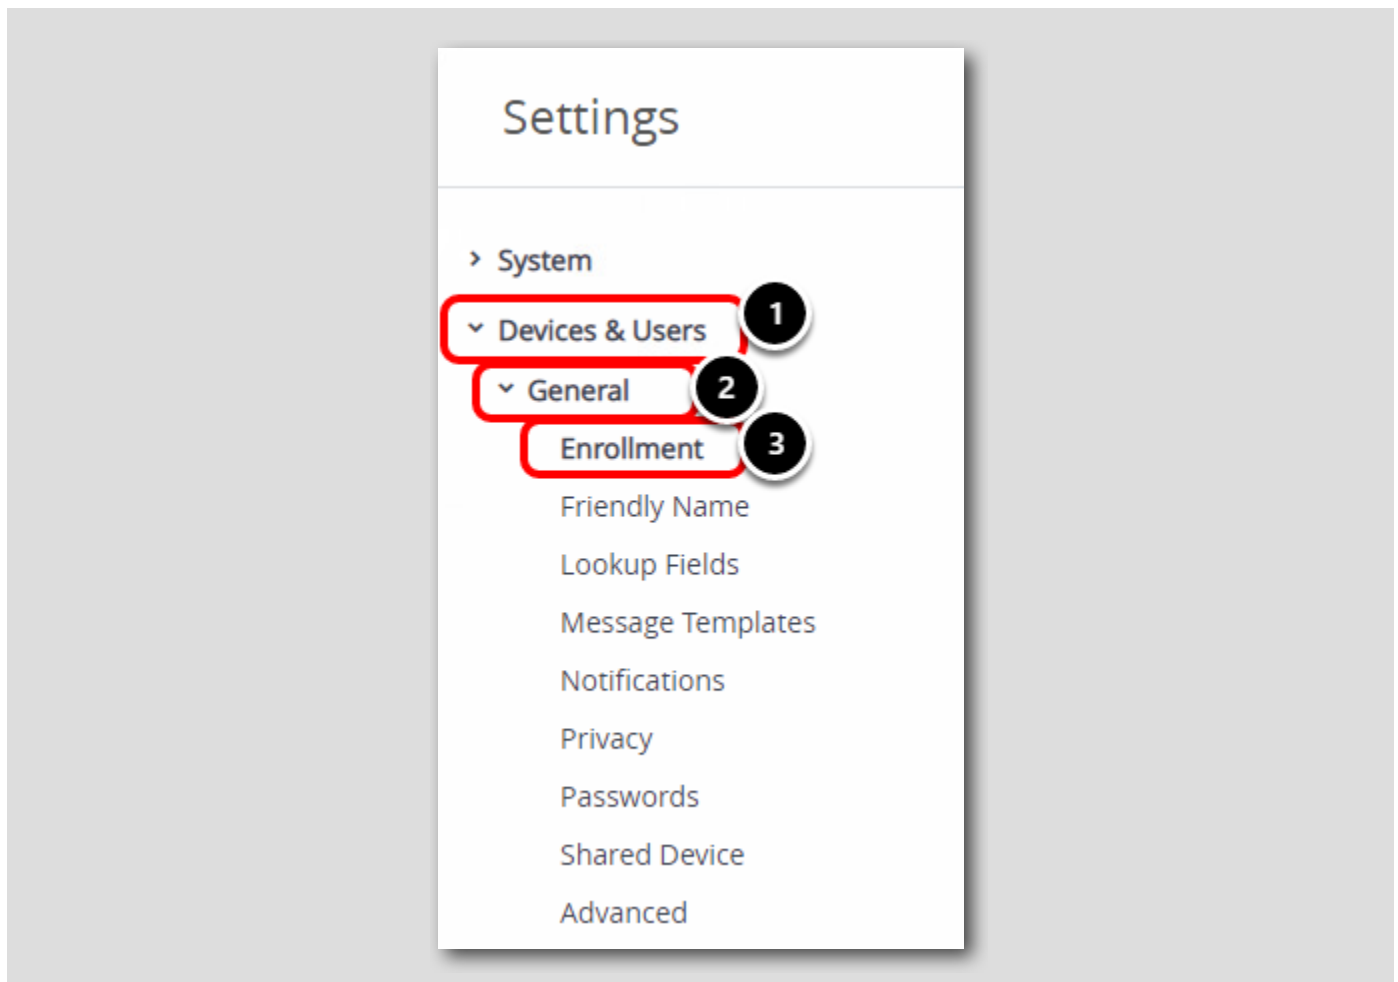 Settings
System
Devices & Users
1
General
2
Enrollment
3
Friendly Name
Lookup Fields
Message Templates
Notifications
Privacy
Passwords
Shared Device
Advanced